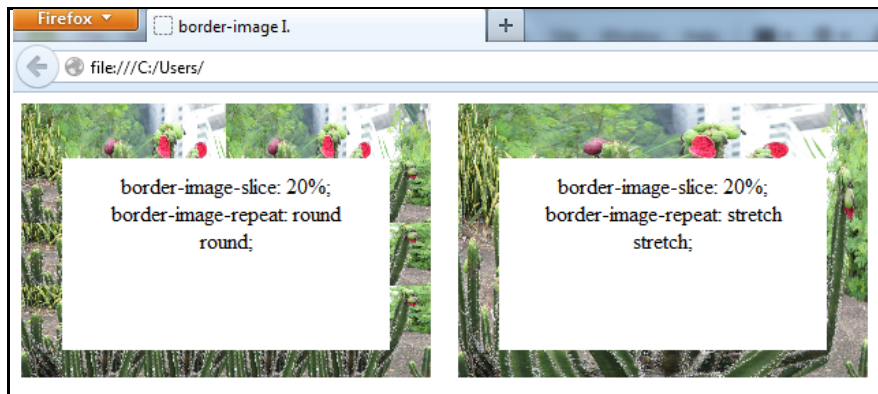 Firefox
border-image I.
file:///C:/Users/
border-image-slice: 20%;
border-image-repeat: round
round;
border-image-slice: 20%;
border-image-repeat: stretch
stretch;